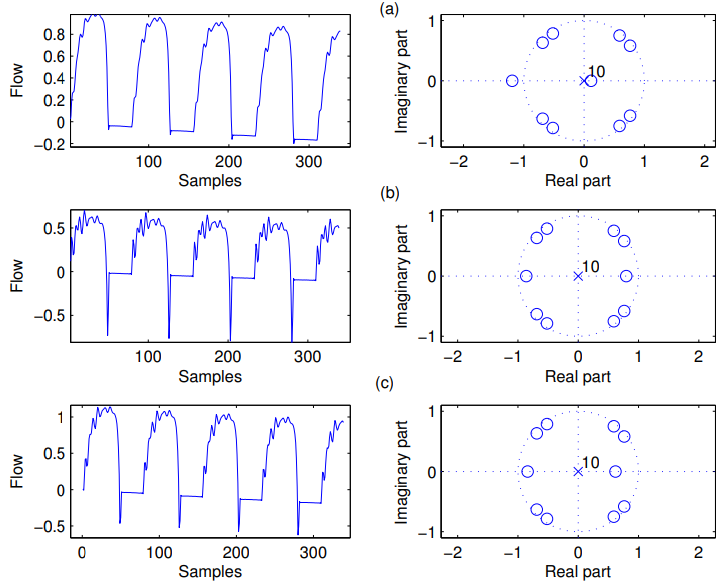 (a)
Flow
0.8
0.6
0.4
0.2
0
−0.2
100 200 300
Samples
Imaginary part
1
0
−1
10
−2 −1 0 1 2
Real part
(b)
Flow
0.5
0
−0.5
100 200 300
Samples
Imaginary part
1
0
−1
10
−2 −1 0 1 2
Real part
(c)
Flow
1
0.5
0
−0.5
0 100 200 300
Samples
Imaginary part
1
0
−1
10
−2 −1 0 1 2
Real part